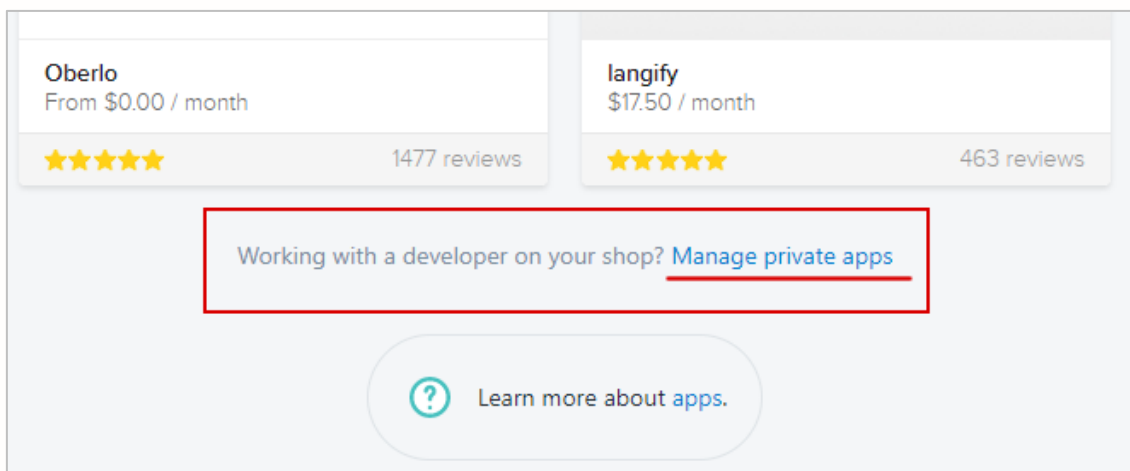 Oberlo
From $0.00 / month
1477 reviews
langify
$17.50 / month
463 reviews
Working with a developer on your shop? Manage private apps
Learn more about apps.